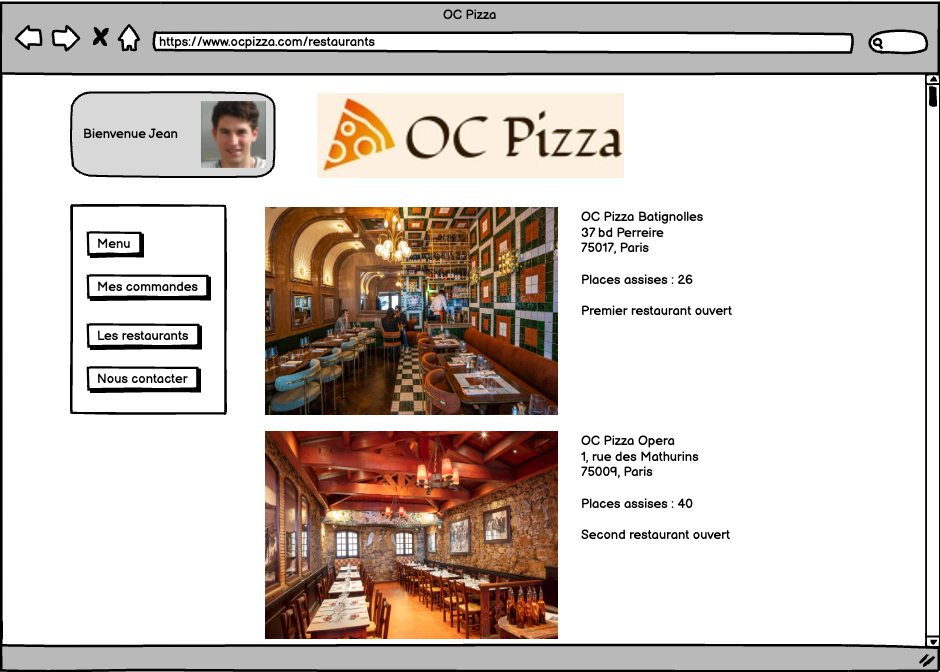 OC Pizza
https://www.ocpizza.com/restaurants
Bienvenue Jean
OC Pizza
Menu
Mes commandes
Les restaurants
Nous contacter
OC Pizza Batignolles
37 bd Perreire
75017, Paris
Places assises : 26
Premier restaurant ouvert
OC Pizza Opera
1, rue des Mathurins
75009, Paris
Places assises : 40
Second restaurant ouvert